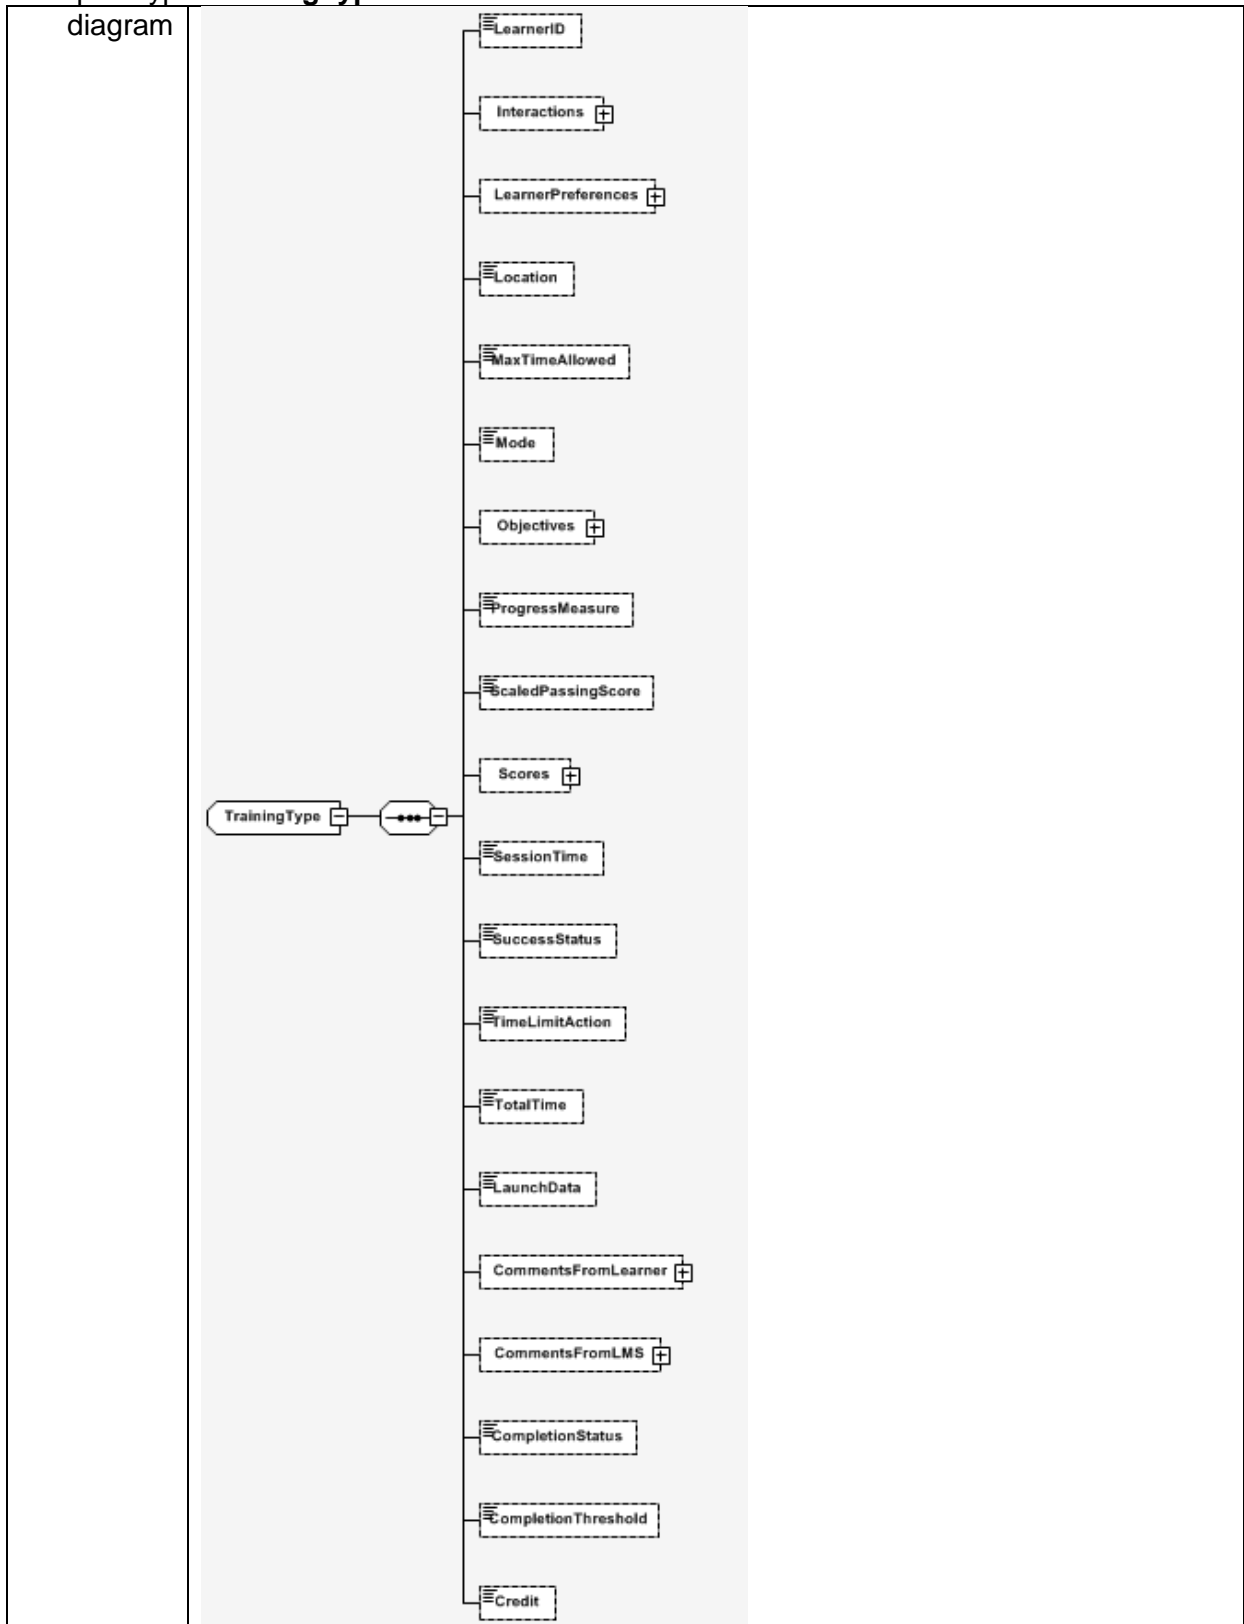 diagram
LearnerID
Interactions
LearnerPreferences
Location
MaxTimeAllowed
Mode
Objectives
ProgressMeasure
ScaledPassingScore
Scores
TrainingType
SessionTime
SuccessStatus
TimeLimitAction
TotalTime
LaunchData
CommentsFromLearner
CommentsFromLMS
CompletionStatus
CompletionThreshold
Credit